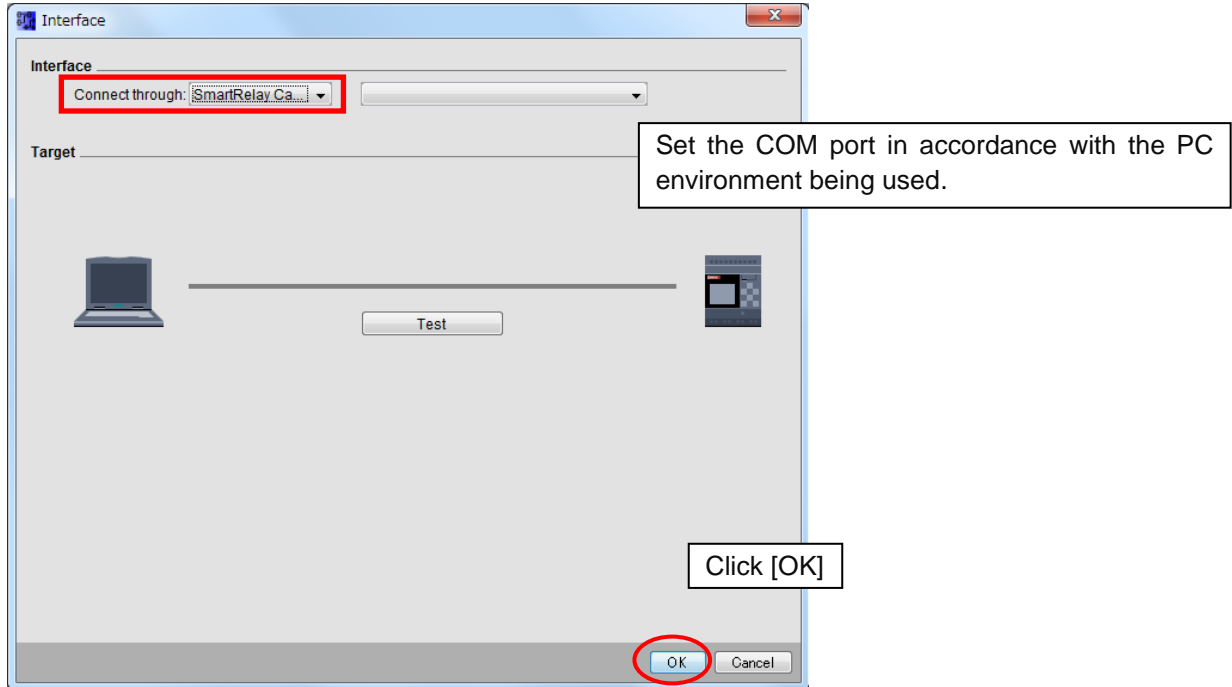 Interface
Interface
Connect through: SmartRelay Ca...
Set the COM port in accordance with the PC
environment being used.
Target
Test
Click [OK]
OK Cancel